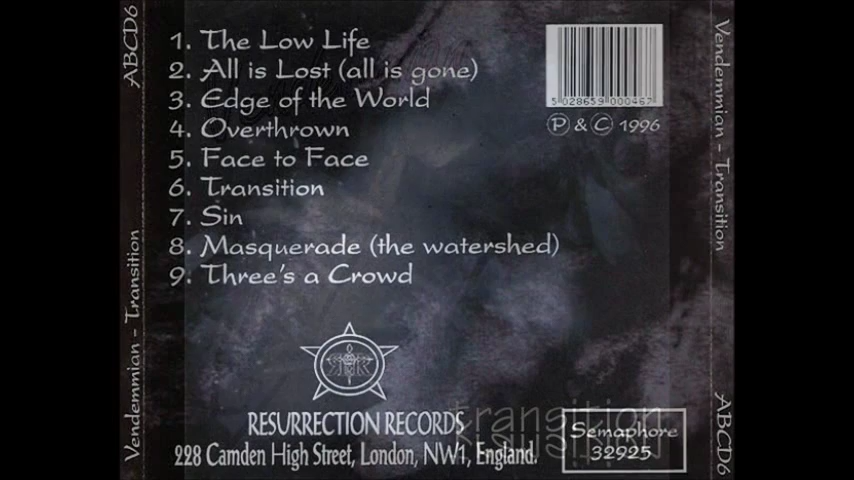 1. The Low Life
2. All is Lost (all is gone)
3. Edge of the World
4. Overthrown
5. Face to Face
6. Transition
7. Sin
8. Masquerade (the watershed)
9. Three's a Crowd
5 028659 000467
P & C 1996
ABCD6
Vendemmian - Transition
Vendemmian - Transition
ABCD6
RR
RESURRECTION RECORDS
228 Camden High Street, London, NW1, England.
transition
Semaphore
32925